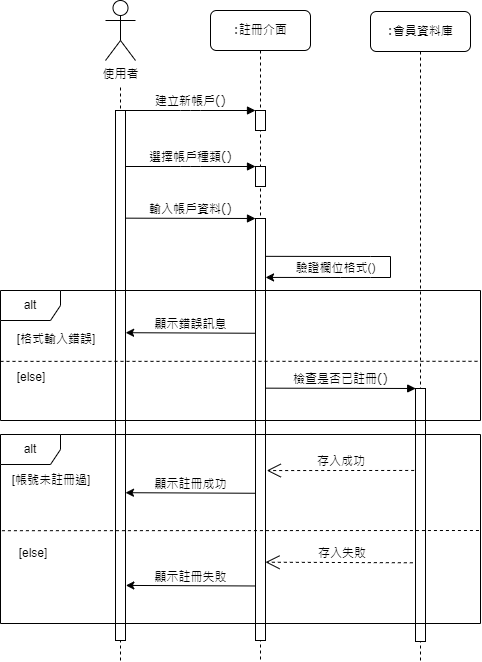 :註冊介面
:會員資料庫
使用者
建立新帳戶()
選擇帳戶種類()
輸入帳戶資料()
驗證欄位格式()
alt
顯示錯誤訊息
[格式輸入錯誤]
[else]
檢查是否已註冊()
alt
存入成功
[帳號未註冊過]
顯示註冊成功
[else]
存入失敗
顯示註冊失敗